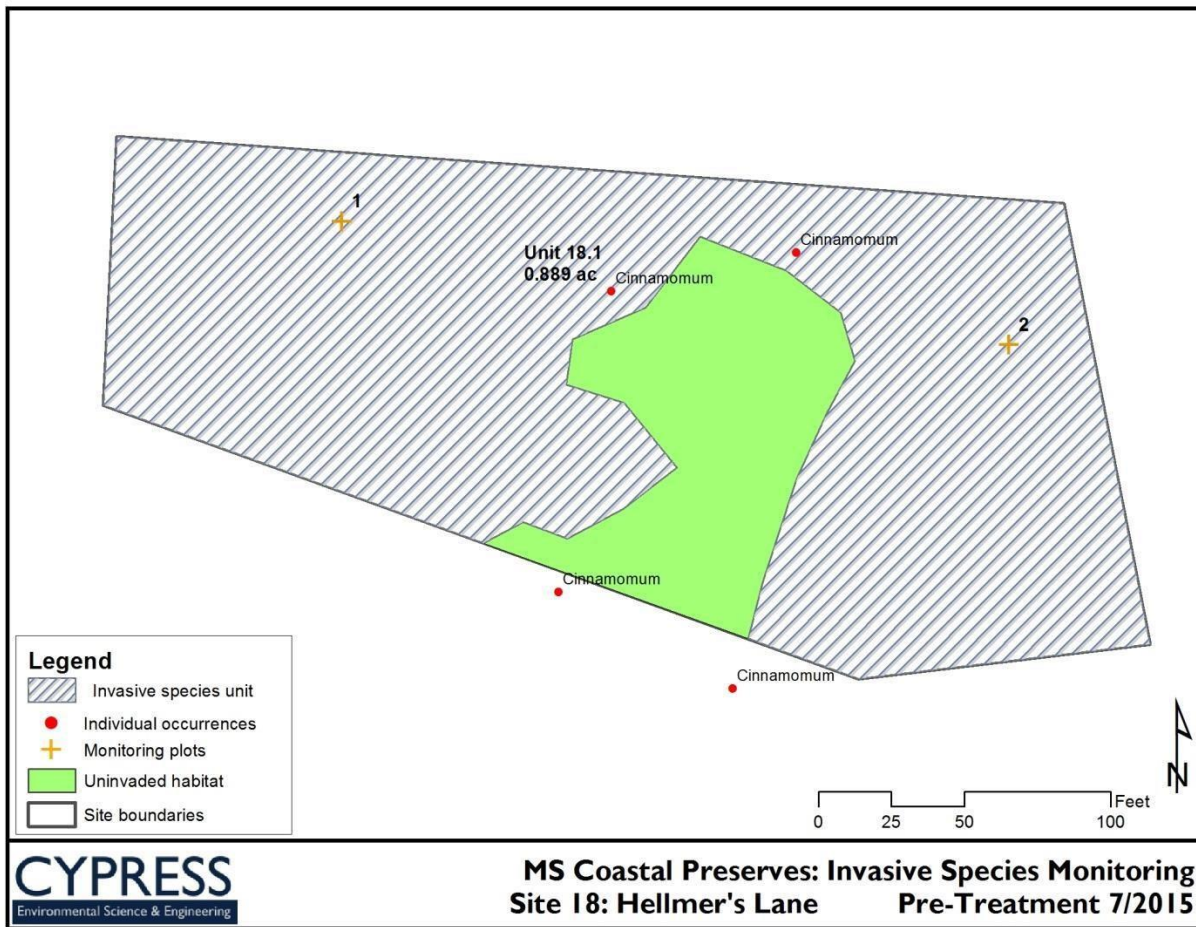 1
Cinnamomum
Unit 18.1
0.889 ac
Cinnamomum
2
Cinnamomum
Cinnamomum
Legend
Invasive species unit
Individual occurrences
Monitoring plots
Uninvaded habitat
Site boundaries
N
Feet
0 25 50 100
CYPRESS
Environmental Science & Engineering
MS Coastal Preserves: Invasive Species Monitoring
Site 18: Hellmer's Lane Pre-Treatment 7/2015